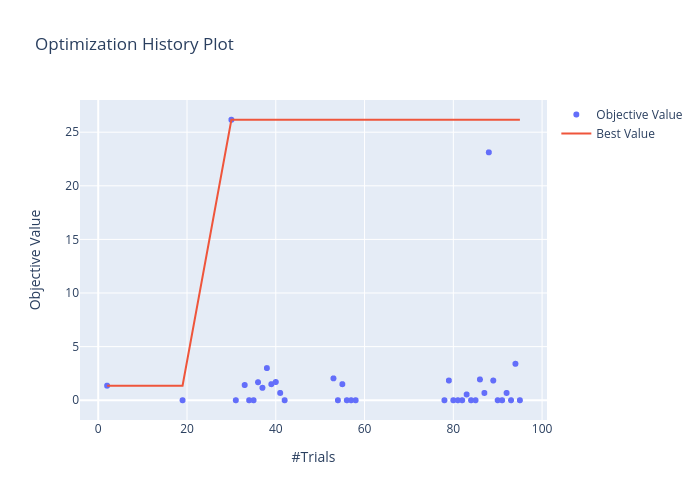 Optimization History Plot
Objective Value
Best Value
25
20
15
10
5
0
Objective Value
0 20 40 60 80 100
#Trials